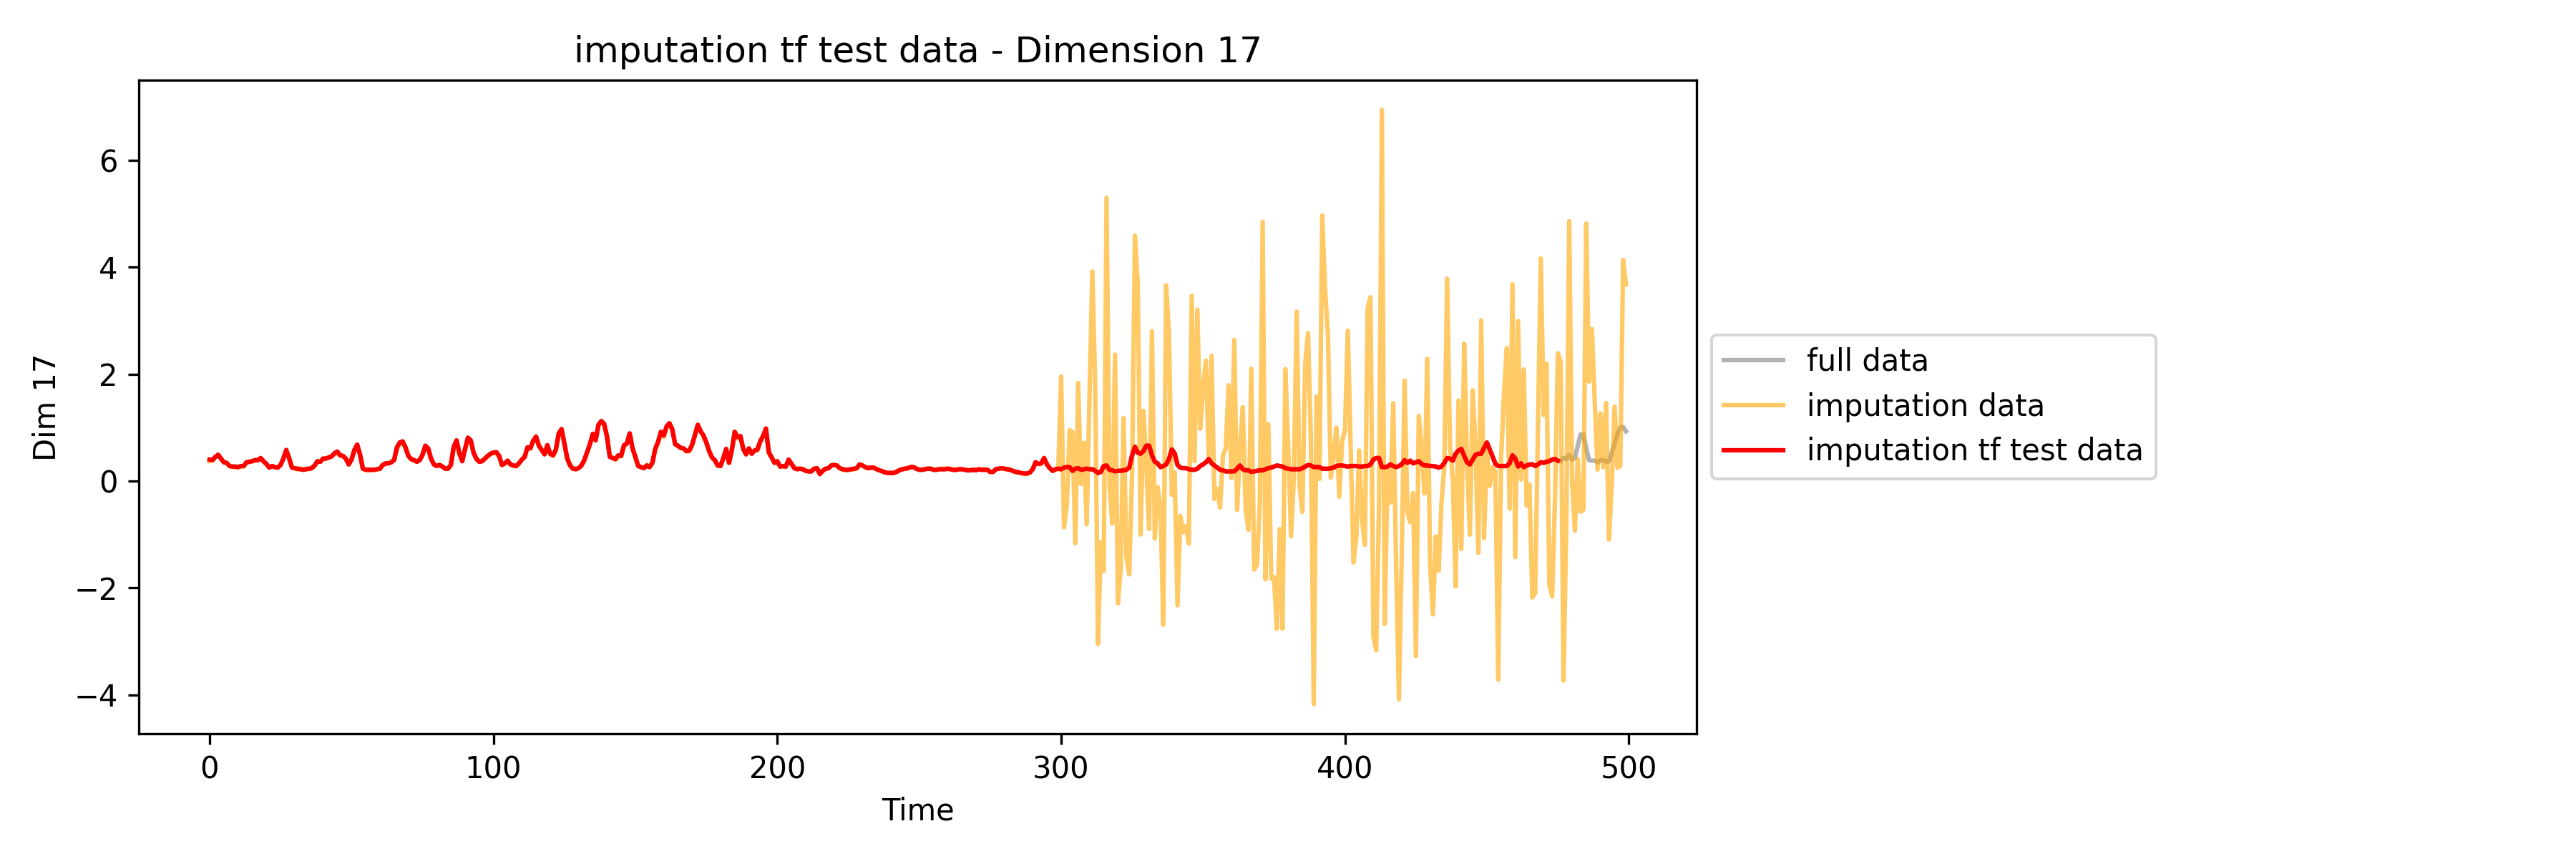 imputation tf test data - Dimension 17
6
4
2
0
−2
−4
Dim 17
0
100
200
300
400
500
Time
full data
imputation data
imputation tf test data